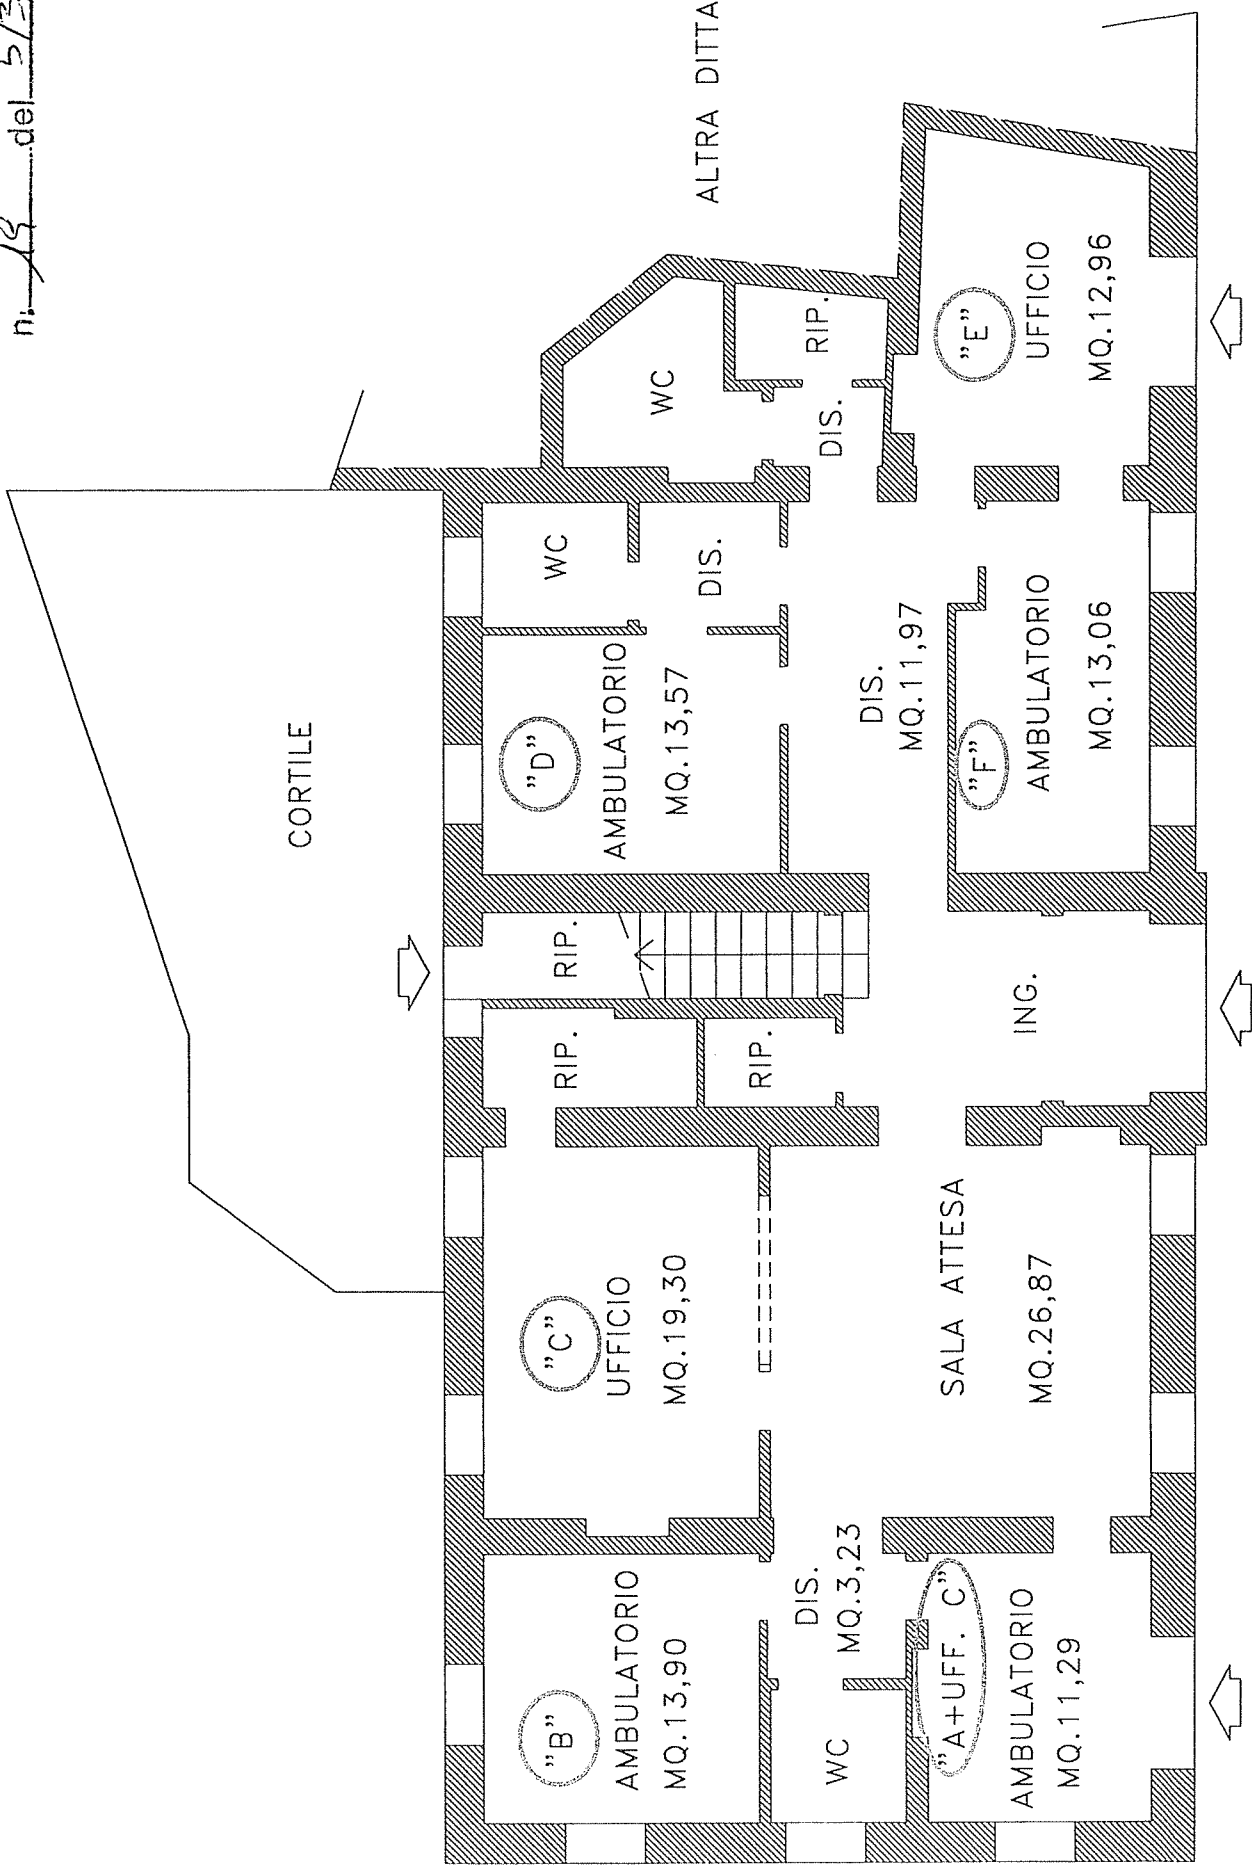 n. 19 del 5/3
ALTRA DITTA
CORTILE
WC
RIP.
DIS.
"E"
UFFICIO
MQ.12,96
WC
DIS.
"D"
AMBULATORIO
MQ.13,57
DIS.
MQ.11,97
"F"
AMBULATORIO
MQ.13,06
RIP.
RIP.
RIP.
ING.
"C"
UFFICIO
MQ.19,30
SALA ATTESA
MQ.26,87
"B"
AMBULATORIO
MQ.13,90
DIS.
MQ.3,23
WC
"A+UFF. C"
AMBULATORIO
MQ.11,29